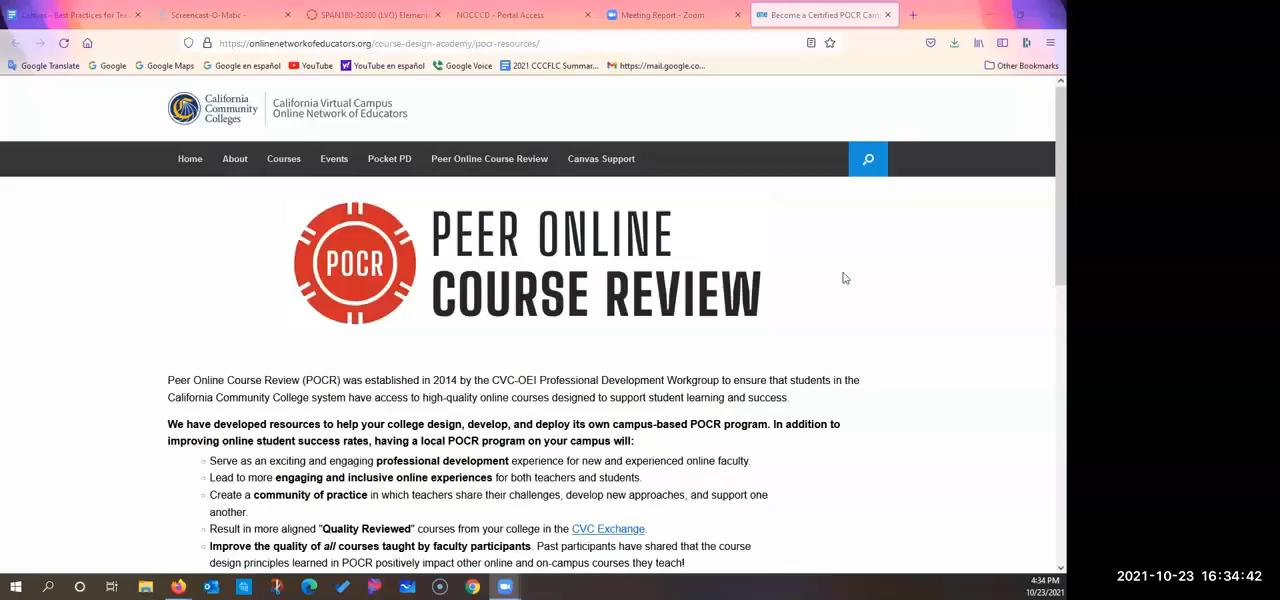 Canvas - Best Practices for Tea
Screencast-O-Matic -
SPAN180-20300 (LVO) Element
NOCCCD - Portal Access
Meeting Report - Zoom
Become a Certified POCR Cam
https://onlinenetworkofeducators.org/course-design-academy/pocr-resources/
Google Translate
Google
Google Maps
Google en español
YouTube
YouTube en español
Google Voice
2021 CCCFLC Summar...
https://mail.google.co...
Other Bookmarks
California
Community
Colleges
California Virtual Campus
Online Network of Educators
Home
About
Courses
Events
Pocket PD
Peer Online Course Review
Canvas Support
POCR
PEER ONLINE
COURSE REVIEW
Peer Online Course Review (POCR) was established in 2014 by the CVC-OEI Professional Development Workgroup to ensure that students in the
California Community College system have access to high-quality online courses designed to support student learning and success.
We have developed resources to help your college design, develop, and deploy its own campus-based POCR program. In addition to
improving online student success rates, having a local POCR program on your campus will:
Serve as an exciting and engaging professional development experience for new and experienced online faculty.
Lead to more engaging and inclusive online experiences for both teachers and students.
Create a community of practice in which teachers share their challenges, develop new approaches, and support one
another.
Result in more aligned "Quality Reviewed" courses from your college in the CVC Exchange.
Improve the quality of all courses taught by faculty participants. Past participants have shared that the course
design principles learned in POCR positively impact other online and on-campus courses they teach!
4:34 PM
10/23/2021
2021-10-23 16:34:42